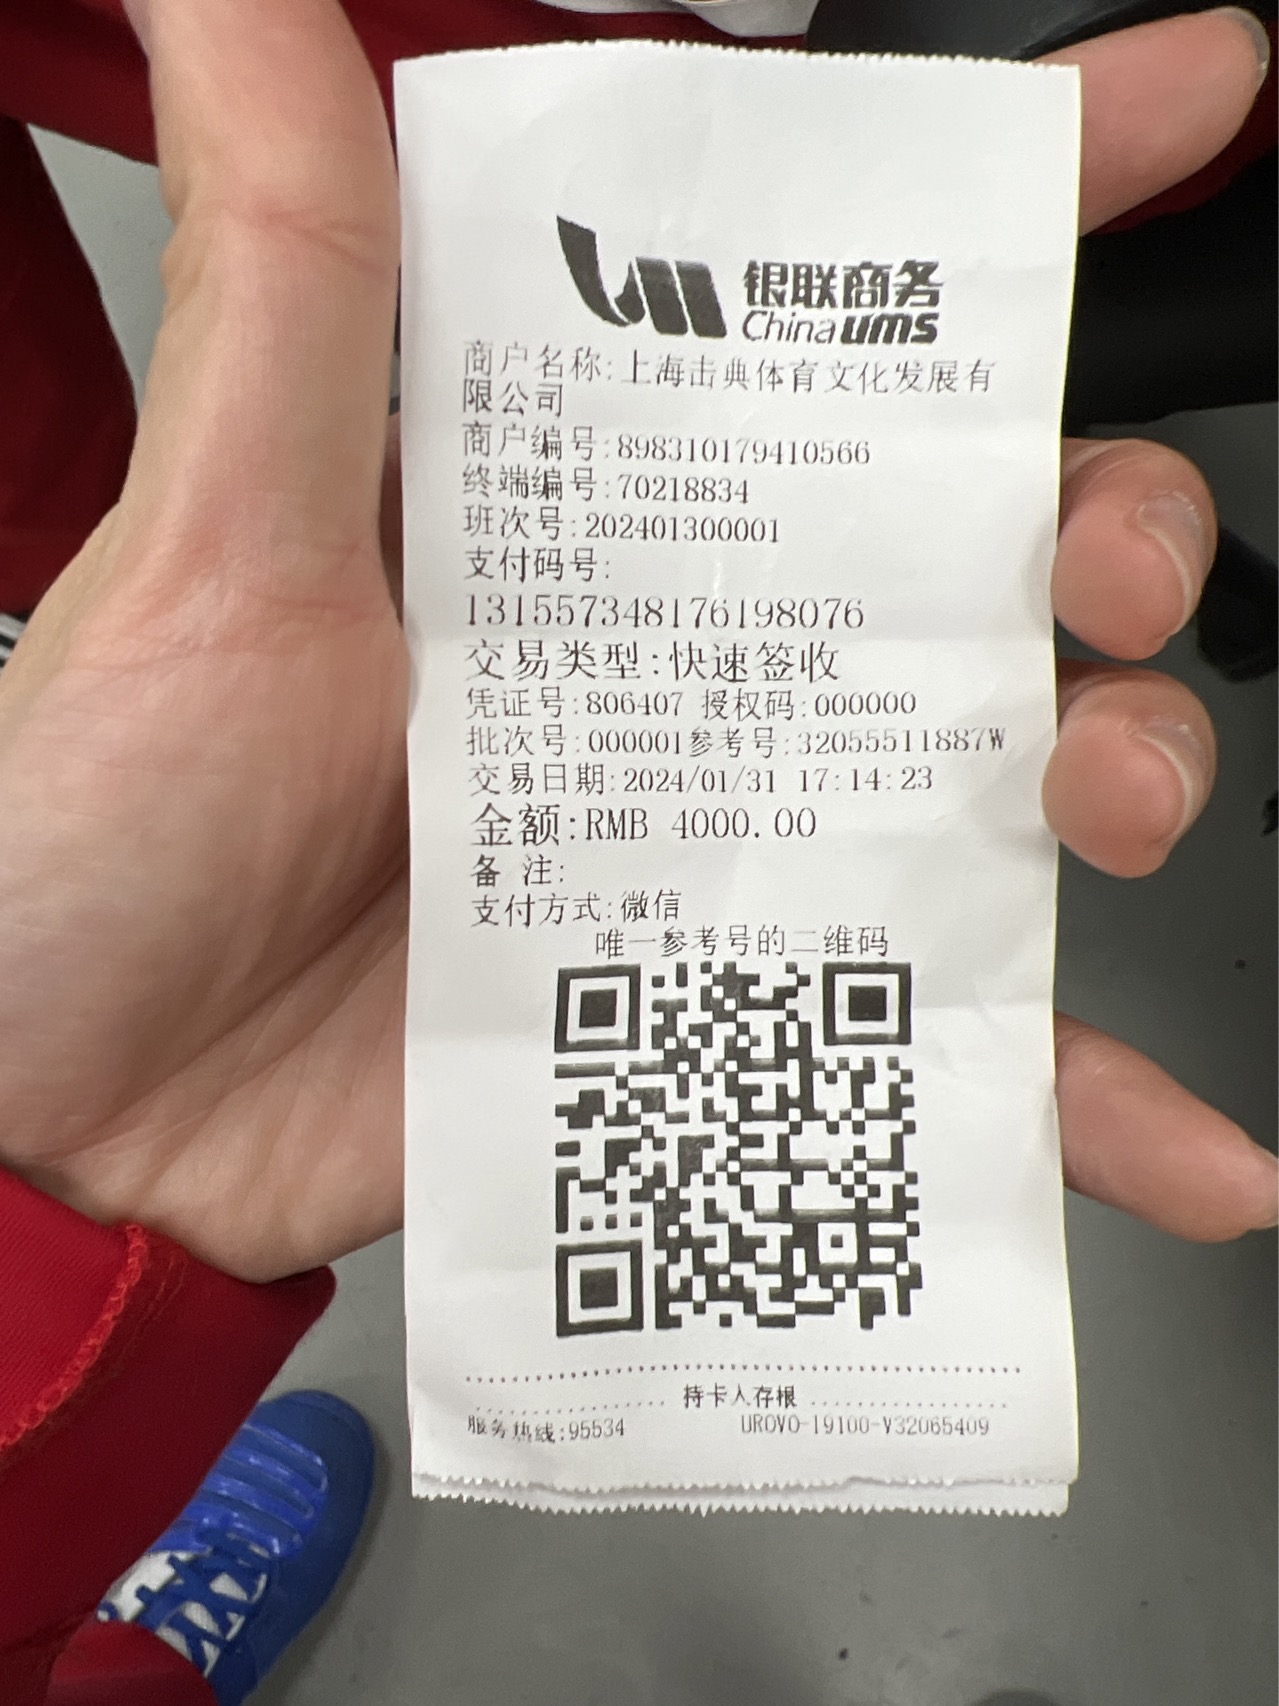 银联商务
Chinaums
商户名称:上海击典体育文化发展有
限公司
商户编号:898310179410566
终端编号:70218834
班次号:202401300001
支付码号:
131557348176198076
交易类型:快速签收
凭证号:806407 授权码:000000
批次号:000001参考号:32055511887W
交易日期:2024/01/31 17:14:23
金额:RMB 4000.00
备 注:
支付方式:微信
唯一参考号的二维码
持卡人存根
服务热线:95534 UROVO-I9100-V32065409